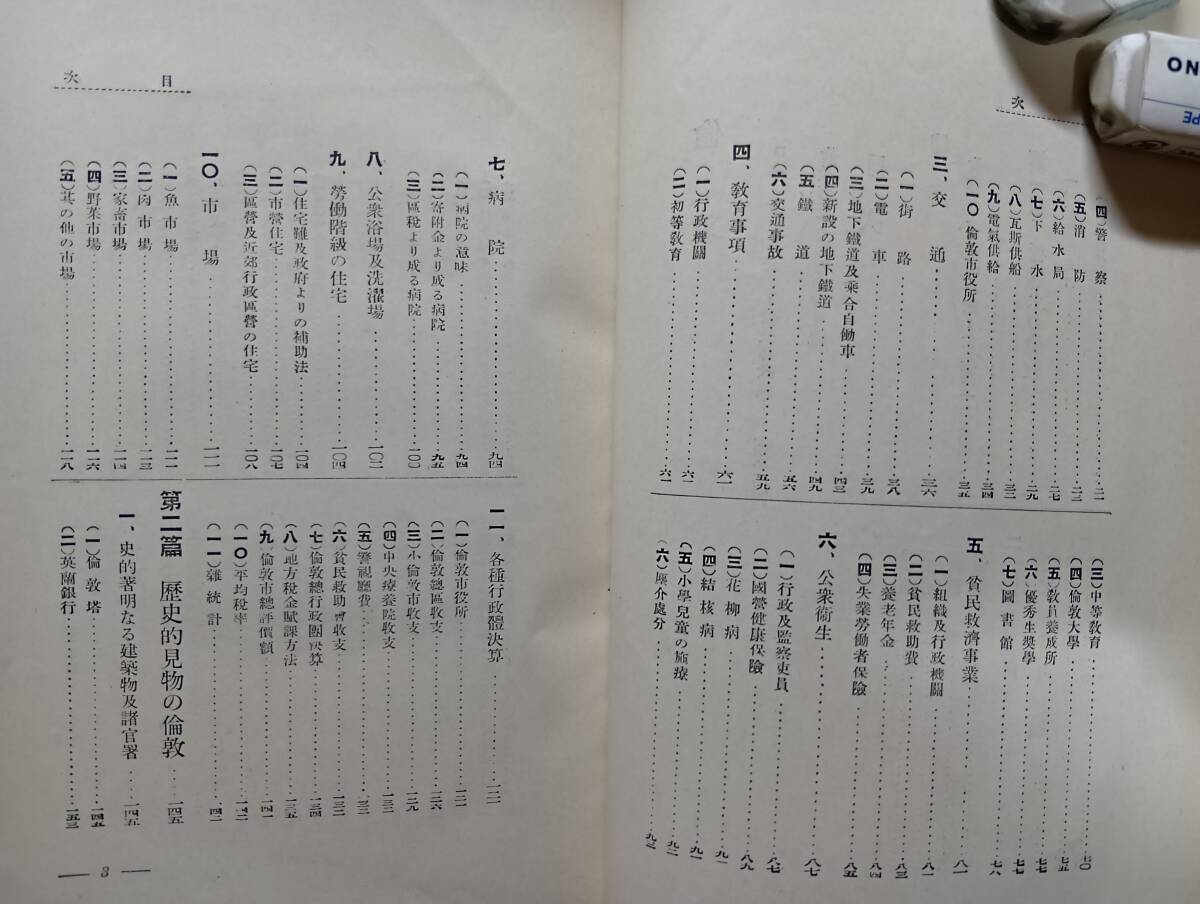 次
(四)警察……二一
(五)消防……二三
(六)給水局……二七
(七)下水……二九
(八)瓦斯供船……三二
(九)電氣供給……三四
(一〇)倫敦市役所……三五
三、交通……三六
(一)街路……
(二)電車……三八
(三)地下鐵道及乘合自働車……三九
(四)新設の地下鐵道……四三
(五)鐵道……四九
(六)交通事故……五六
……五九
四、敎育事項……六一
(一)行政機關……六一
(二)初等敎育……六一
(三)中等敎育……七〇
(四)倫敦大學……七五
(五)敎員養成所……七七
(六)優秀生奬學……七七
(七)圖書館……七八
五、貧民救濟事業……八一
(一)組織及行政機關……八一
(二)貧民救助費……八三
(三)養老年金……八四
(四)失業勞働者保險……八五
六、公衆衞生……八七
(一)行政及監察吏員……八七
(二)國營健康保險……八九
(三)花柳病……九一
(四)結核病……九一
(五)小學兒童の施療……九二
(六)塵介處分……九三
目次
七、病院……九四
(一)病院の意味……九四
(二)寄附金より成る病院……九五
(三)區税より成る病院……一〇〇
八、公衆浴場及洗濯場……一〇二
九、勞働階級の住宅……一〇四
(一)住宅難及政府よりの補助法……一〇四
(二)市營住宅……一〇七
(三)區營及近郊行政區營の住宅……一〇八
一〇、市場……一一一
(一)魚市場……一一一
(二)肉市場……一一三
(三)家畜市場……一一四
(四)野菜市場……一一六
(五)其の他の市場……一一八
一一、各種行政體決算……一二一
(一)倫敦市役所……一二一
(二)倫敦總區收支……一二六
(三)小倫敦市收支……一二九
(四)中央療養院收支……一三二
(五)警視廳費……一三二
(六)貧民救助會收支……一三二
(七)倫敦總行政團決算……一三四
(八)地方税金賦課方法……一三五
(九)倫敦市總評價額……一四一
(一〇)平均税率……一四二
(一一)雜統計……一四二
第二篇 歷史的見物の倫敦……一四五
一、史的著明なる建築物及諸官署……一四五
(一)倫敦塔……一四五
(二)英蘭銀行……一五三
— 3 —
NO